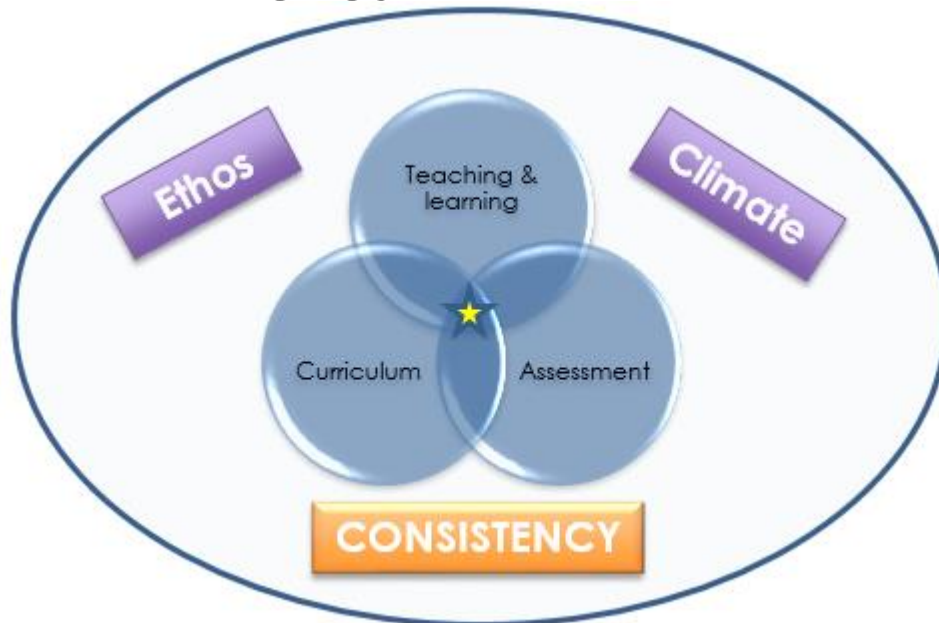 Ethos
Climate
Teaching &
learning
Curriculum
Assessment
CONSISTENCY